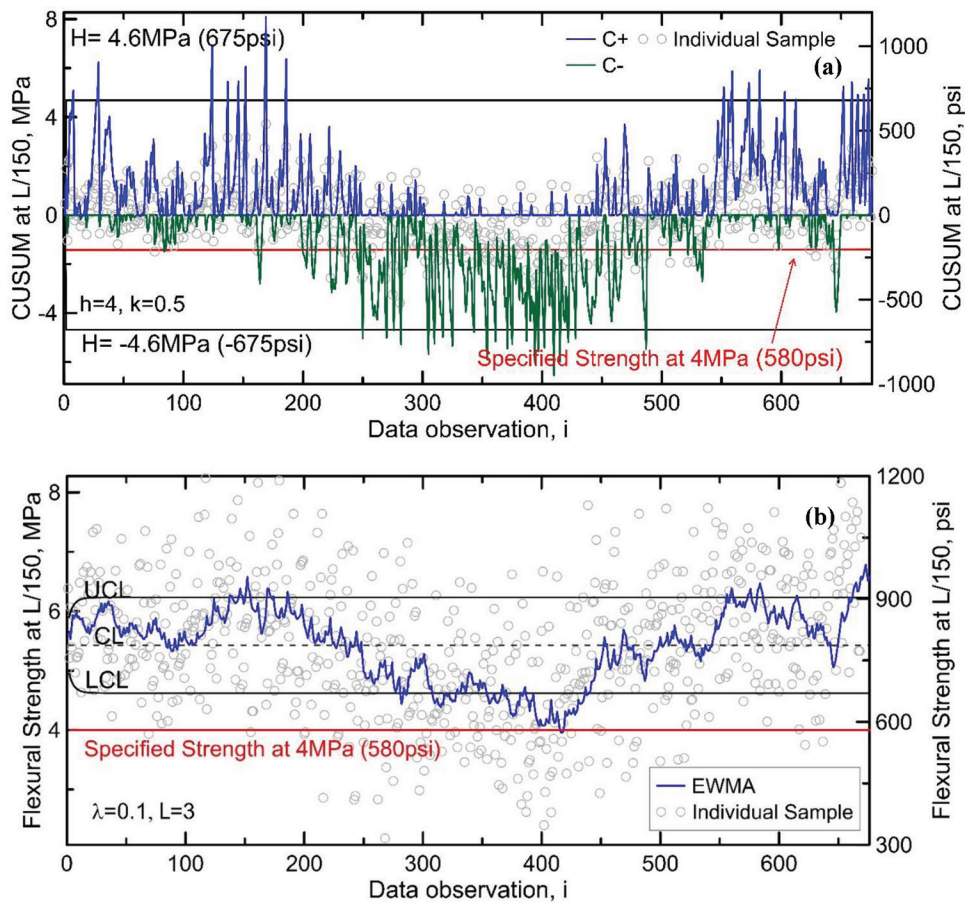 H= 4.6MPa (675psi)
C+
Individual Sample
C-
(a)
8
4
0
-4
1000
500
0
-500
-1000
CUSUM at L/150, MPa
CUSUM at L/150, psi
h=4, k=0.5
H= -4.6MPa (-675psi)
Specified Strength at 4MPa (580psi)
0 100 200 300 400 500 600
Data observation, i
(b)
8
6
4
1200
900
600
300
Flexural Strength at L/150, MPa
Flexural Strength at L/150, psi
UCL
CL
LCL
Specified Strength at 4MPa (580psi)
EWMA
Individual Sample
λ=0.1, L=3
0 100 200 300 400 500 600
Data observation, i